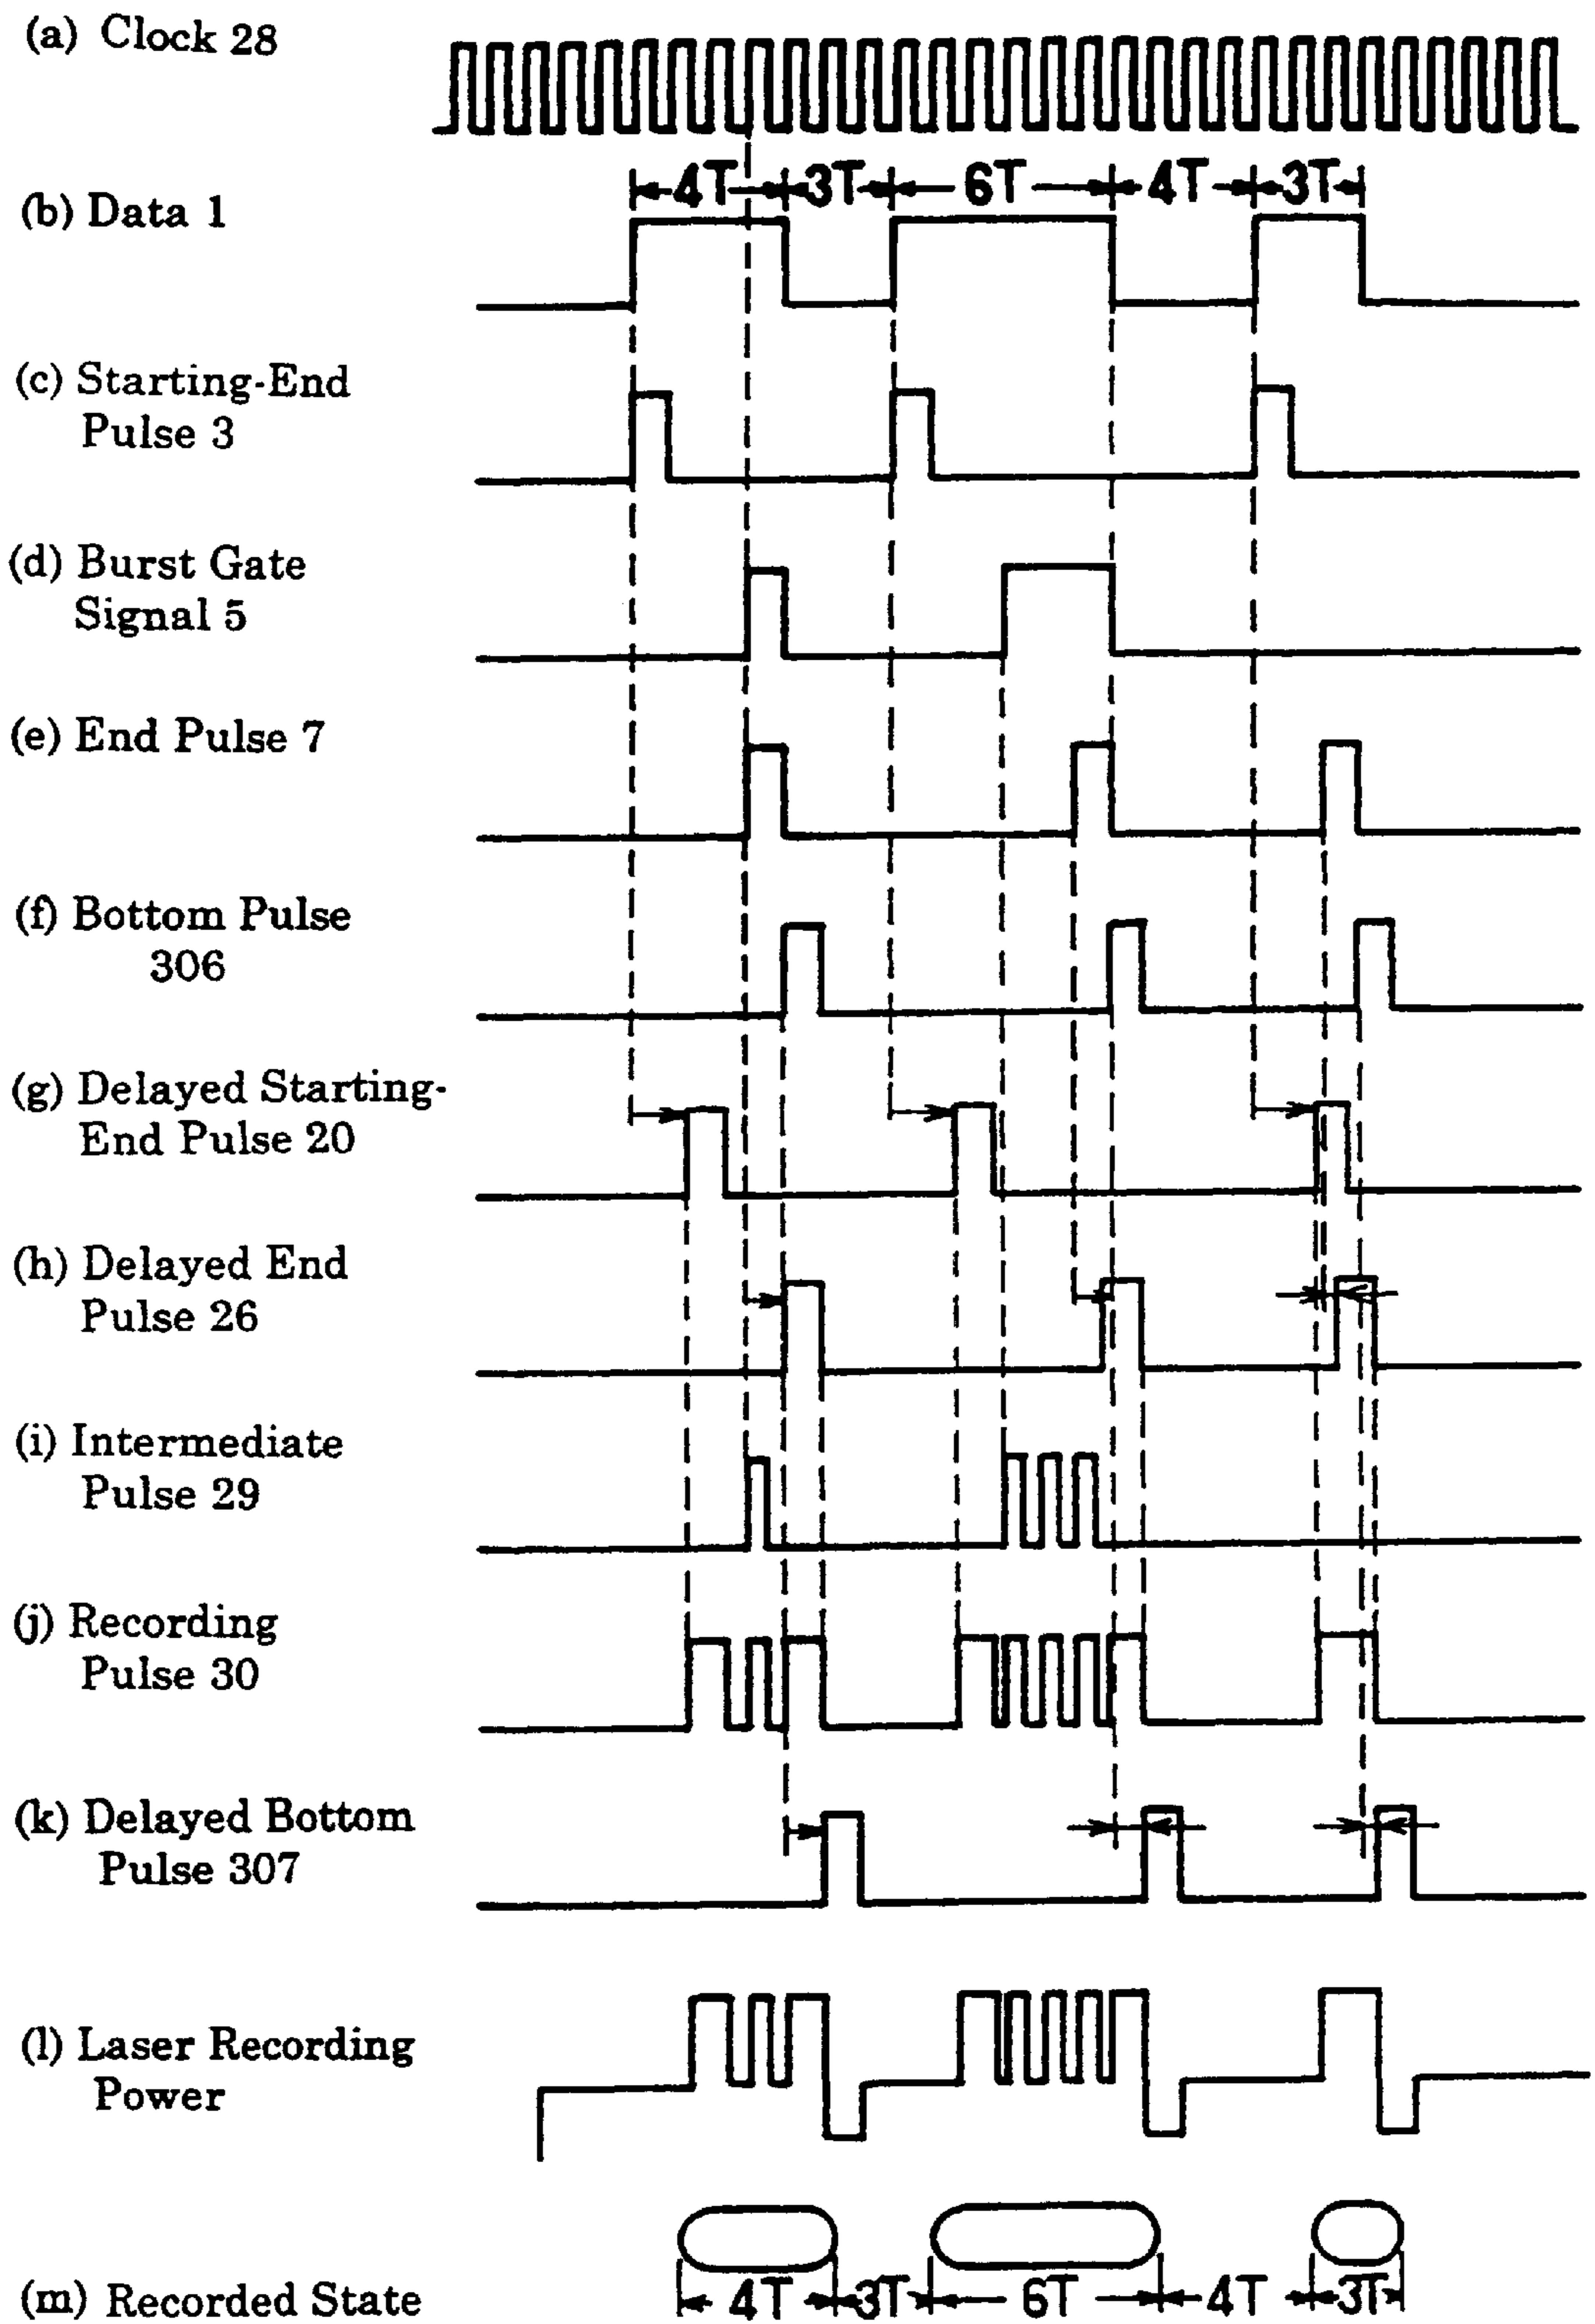 (a) Clock 28
4T 3T 6T 4T 3T
(b) Data 1
(c) Starting-End
Pulse 3
(d) Burst Gate
Signal 5
(e) End Pulse 7
(f) Bottom Pulse
306
(g) Delayed Starting-
End Pulse 20
(h) Delayed End
Pulse 26
(i) Intermediate
Pulse 29
(j) Recording
Pulse 30
(k) Delayed Bottom
Pulse 307
(l) Laser Recording
Power
(m) Recorded State
4T 3T 6T 4T 3T